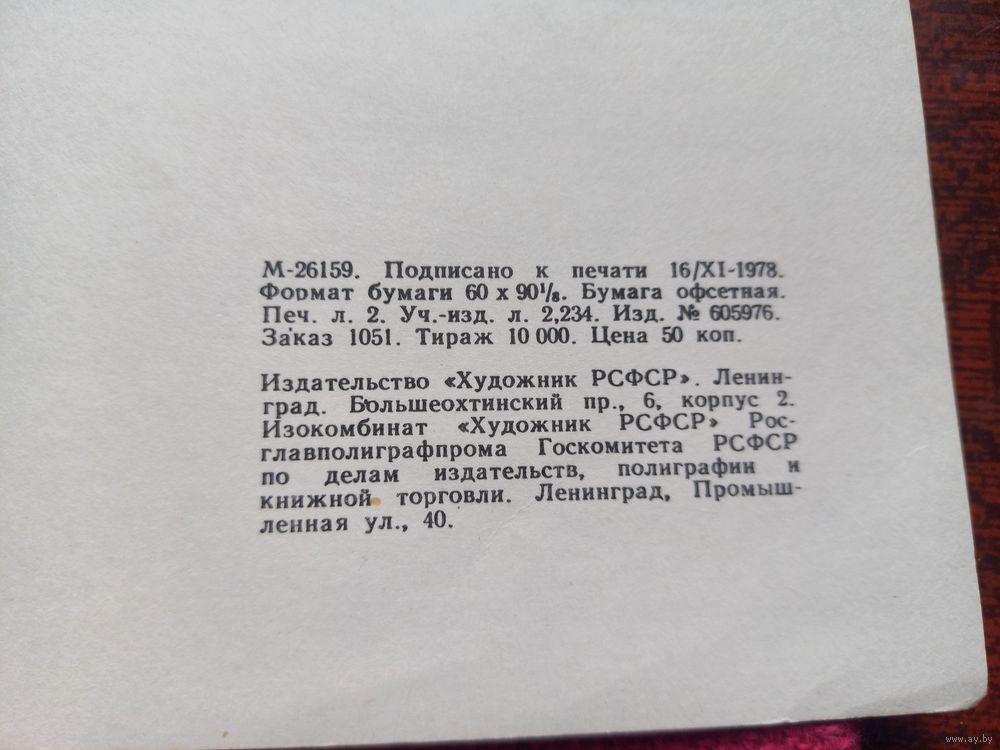 М-26159. Подписано к печати 16/XI-1978.
Формат бумаги 60 х 90¹/₈. Бумага офсетная.
Печ. л. 2. Уч.-изд. л. 2,234. Изд. № 605976.
Заказ 1051. Тираж 10 000. Цена 50 коп.
Издательство «Художник РСФСР». Ленин-
град. Большеохтинский пр., 6, корпус 2.
Изокомбинат «Художник РСФСР» Рос-
главполиграфпрома Госкомитета РСФСР
по делам издательств, полиграфии и
книжной торговли. Ленинград, Промыш-
ленная ул., 40.
www.ay.by